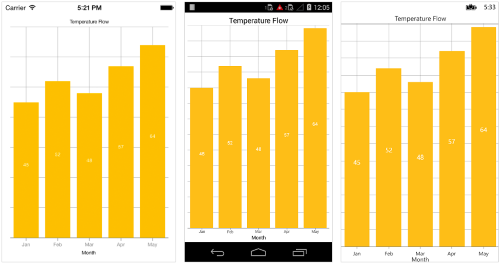 Carrier 5:21 PM
Temperature Flow
45 52 48 57 64
Jan Feb Mar Apr May
Month
12:05
Temperature Flow
45 52 48 57 64
Jan Feb Mar Apr May
Month
5:33
Temperature Flow
45 52 48 57 64
Jan Feb Mar Apr May
Month